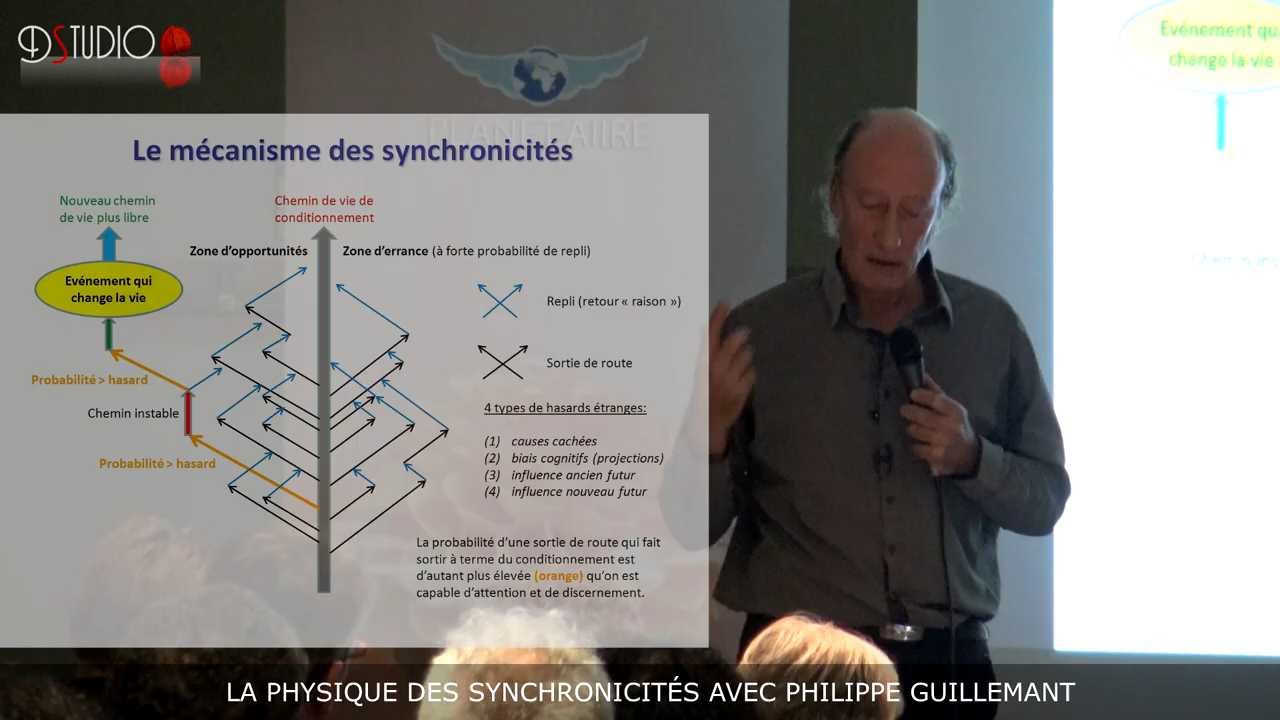 DSTUDIO
PLANETAIRE
Le mécanisme des synchronicités
Nouveau chemin
de vie plus libre
Chemin de vie de
conditionnement
Zone d'opportunités
Zone d'errance (à forte probabilité de repli)
Evénement qui
change la vie
Repli (retour « raison »)
Sortie de route
Probabilité > hasard
Chemin instable
Probabilité > hasard
4 types de hasards étranges:
(1) causes cachées
(2) biais cognitifs (projections)
(3) influence ancien futur
(4) influence nouveau futur
La probabilité d'une sortie de route qui fait
sortir à terme du conditionnement est
d'autant plus élevée (orange) qu'on est
capable d'attention et de discernement.
Evénement qu
change la vie
LA PHYSIQUE DES SYNCHRONICITÉS AVEC PHILIPPE GUILLEMANT